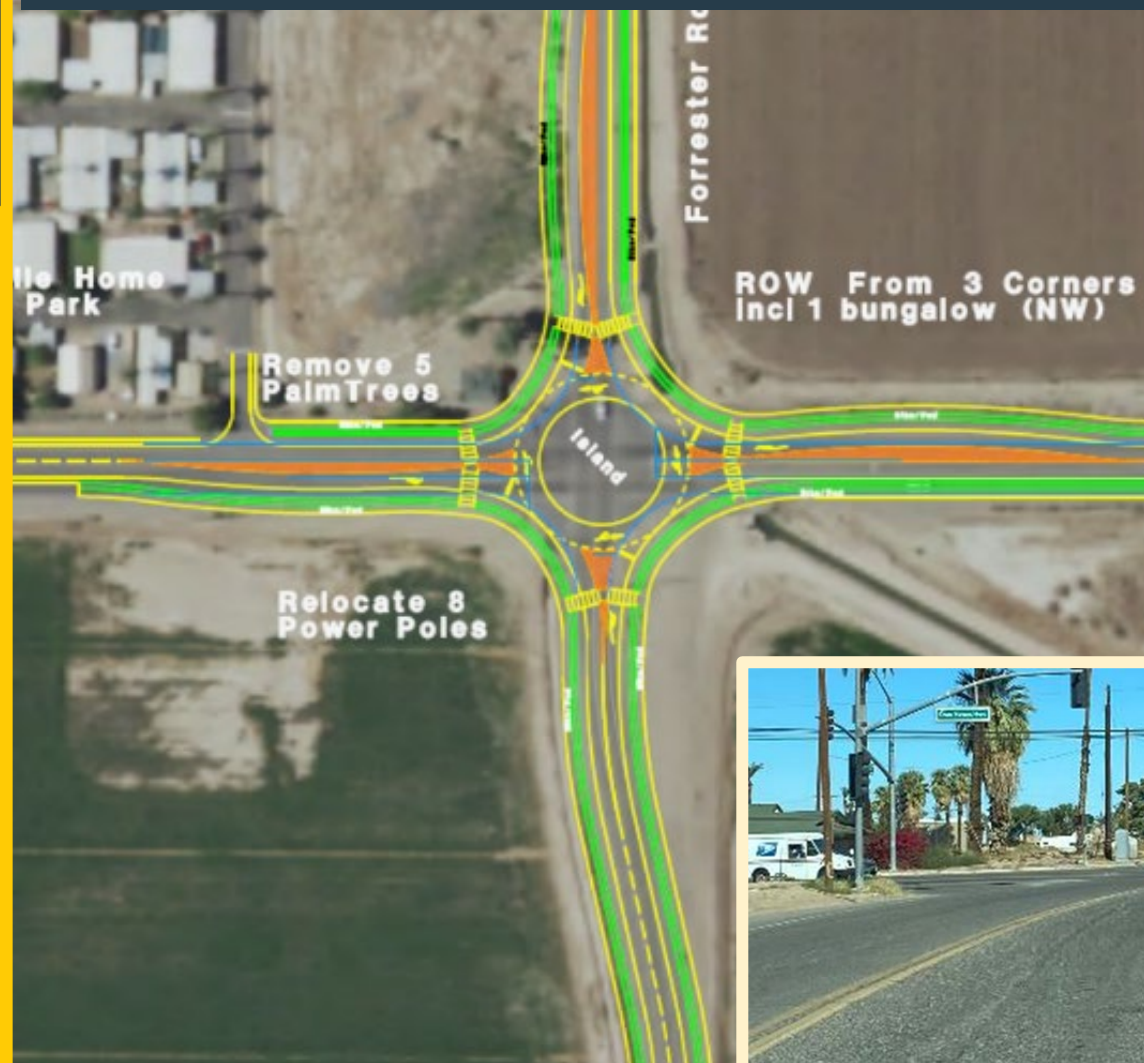 Forrester Ro
ROW From 3 Corners
incl 1 bungalow (NW)
ile Home
Park
Remove 5
PalmTrees
Island
Relocate 8
Power Poles